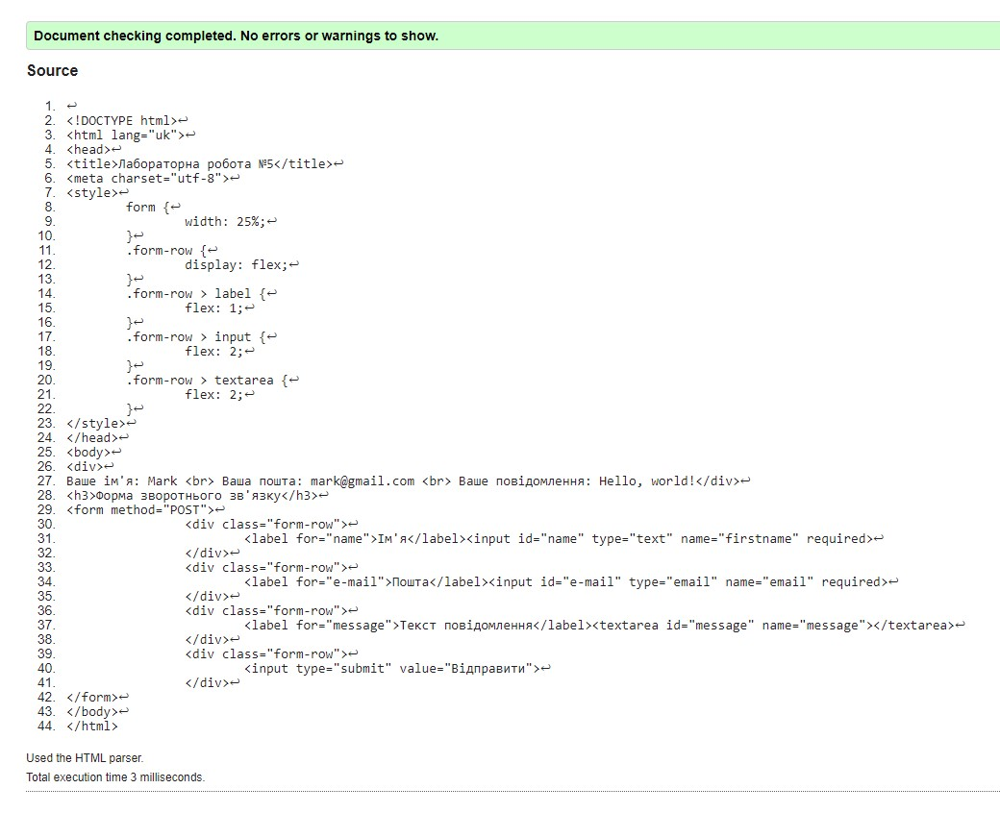 Document checking completed. No errors or warnings to show.
Source
1. ↩
2. <!DOCTYPE html>↩
3. <html lang="uk">↩
4. <head>↩
5. <title>Лабораторна робота №5</title>↩
6. <meta charset="utf-8">↩
7. <style>↩
8. form {↩
9. width: 25%;↩
10. }↩
11. .form-row {↩
12. display: flex;↩
13. }↩
14. .form-row > label {↩
15. flex: 1;↩
16. }↩
17. .form-row > input {↩
18. flex: 2;↩
19. }↩
20. .form-row > textarea {↩
21. flex: 2;↩
22. }↩
23. </style>↩
24. </head>↩
25. <body>↩
26. <div>↩
27. Ваше ім'я: Mark <br> Ваша пошта: mark@gmail.com <br> Ваше повідомлення: Hello, world!</div>↩
28. <h3>Форма зворотнього зв'язку</h3>↩
29. <form method="POST">↩
30. <div class="form-row">↩
31. <label for="name">Ім'я</label><input id="name" type="text" name="firstname" required>↩
32. </div>↩
33. <div class="form-row">↩
34. <label for="e-mail">Пошта</label><input id="e-mail" type="email" name="email" required>↩
35. </div>↩
36. <div class="form-row">↩
37. <label for="message">Текст повідомлення</label><textarea id="message" name="message"></textarea>↩
38. </div>↩
39. <div class="form-row">↩
40. <input type="submit" value="Відправити">↩
41. </div>↩
42. </form>↩
43. </body>↩
44. </html>
Used the HTML parser.
Total execution time 3 milliseconds.